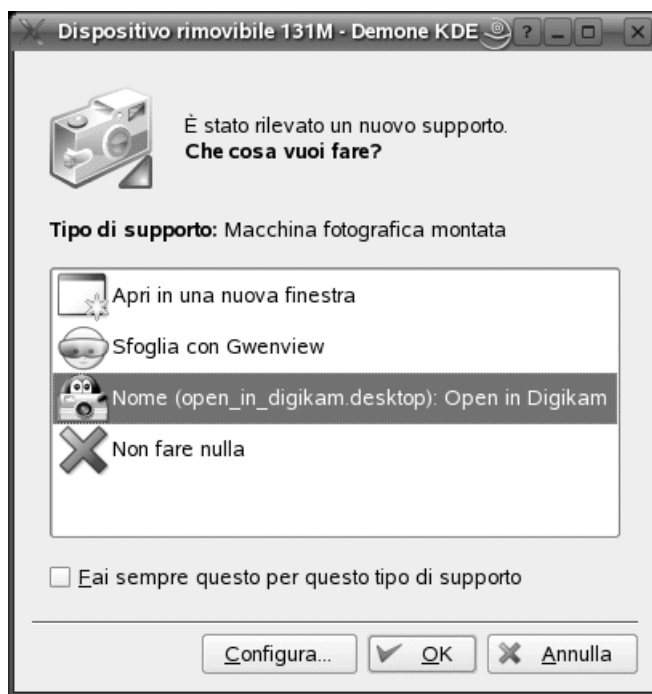 Dispositivo rimovibile 131M - Demone KDE
È stato rilevato un nuovo supporto.
Che cosa vuoi fare?
Tipo di supporto: Macchina fotografica montata
Apri in una nuova finestra
Sfoglia con Gwenview
Nome (open_in_digikam.desktop): Open in Digikam
Non fare nulla
Fai sempre questo per questo tipo di supporto
Configura... OK Annulla